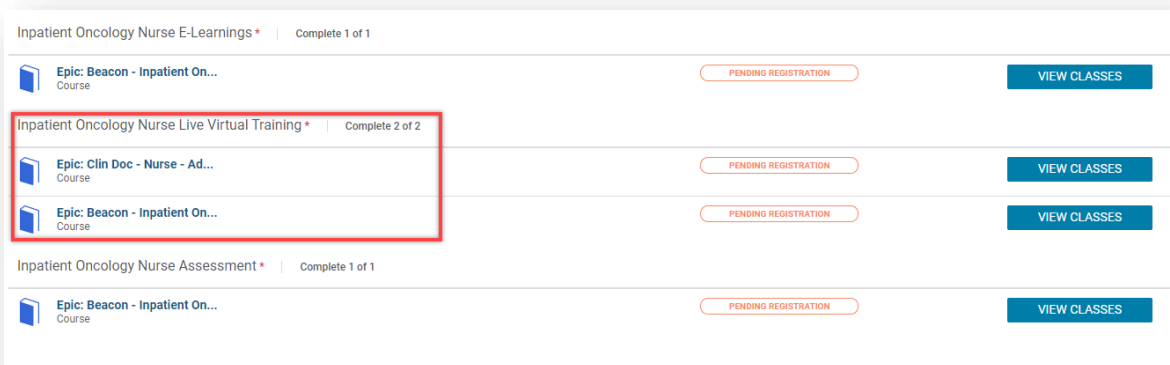 Inpatient Oncology Nurse E-Learnings * Complete 1 of 1
Epic: Beacon - Inpatient On... PENDING REGISTRATION VIEW CLASSES
Course
Inpatient Oncology Nurse Live Virtual Training * Complete 2 of 2
Epic: Clin Doc - Nurse - Ad... PENDING REGISTRATION VIEW CLASSES
Course
Epic: Beacon - Inpatient On... PENDING REGISTRATION VIEW CLASSES
Course
Inpatient Oncology Nurse Assessment * Complete 1 of 1
Epic: Beacon - Inpatient On... PENDING REGISTRATION VIEW CLASSES
Course